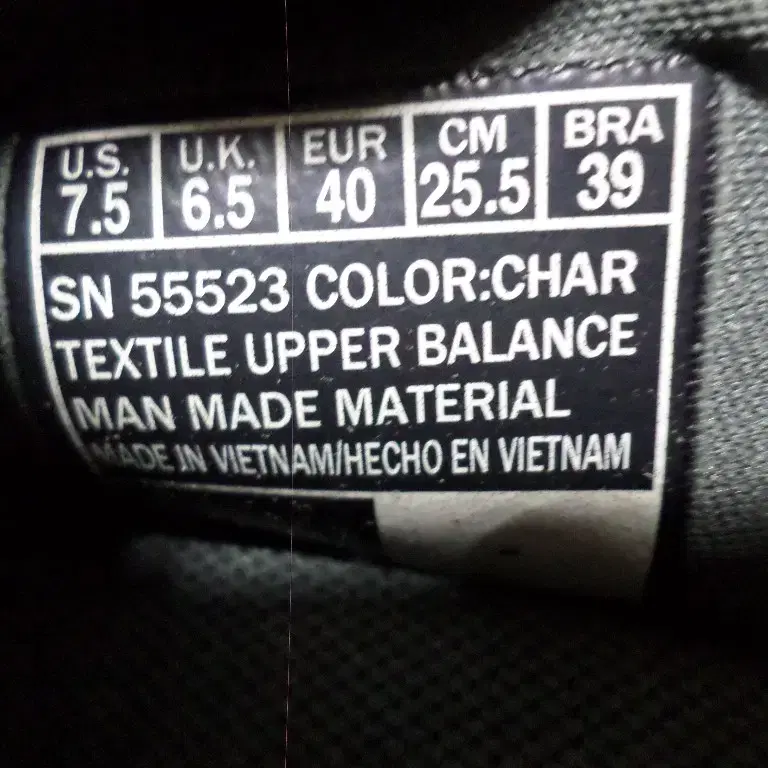 U.S. U.K. EUR CM BRA
7.5 6.5 40 25.5 39
SN 55523 COLOR:CHAR
TEXTILE UPPER BALANCE
MAN MADE MATERIAL
MADE IN VIETNAM/HECHO EN VIETNAM